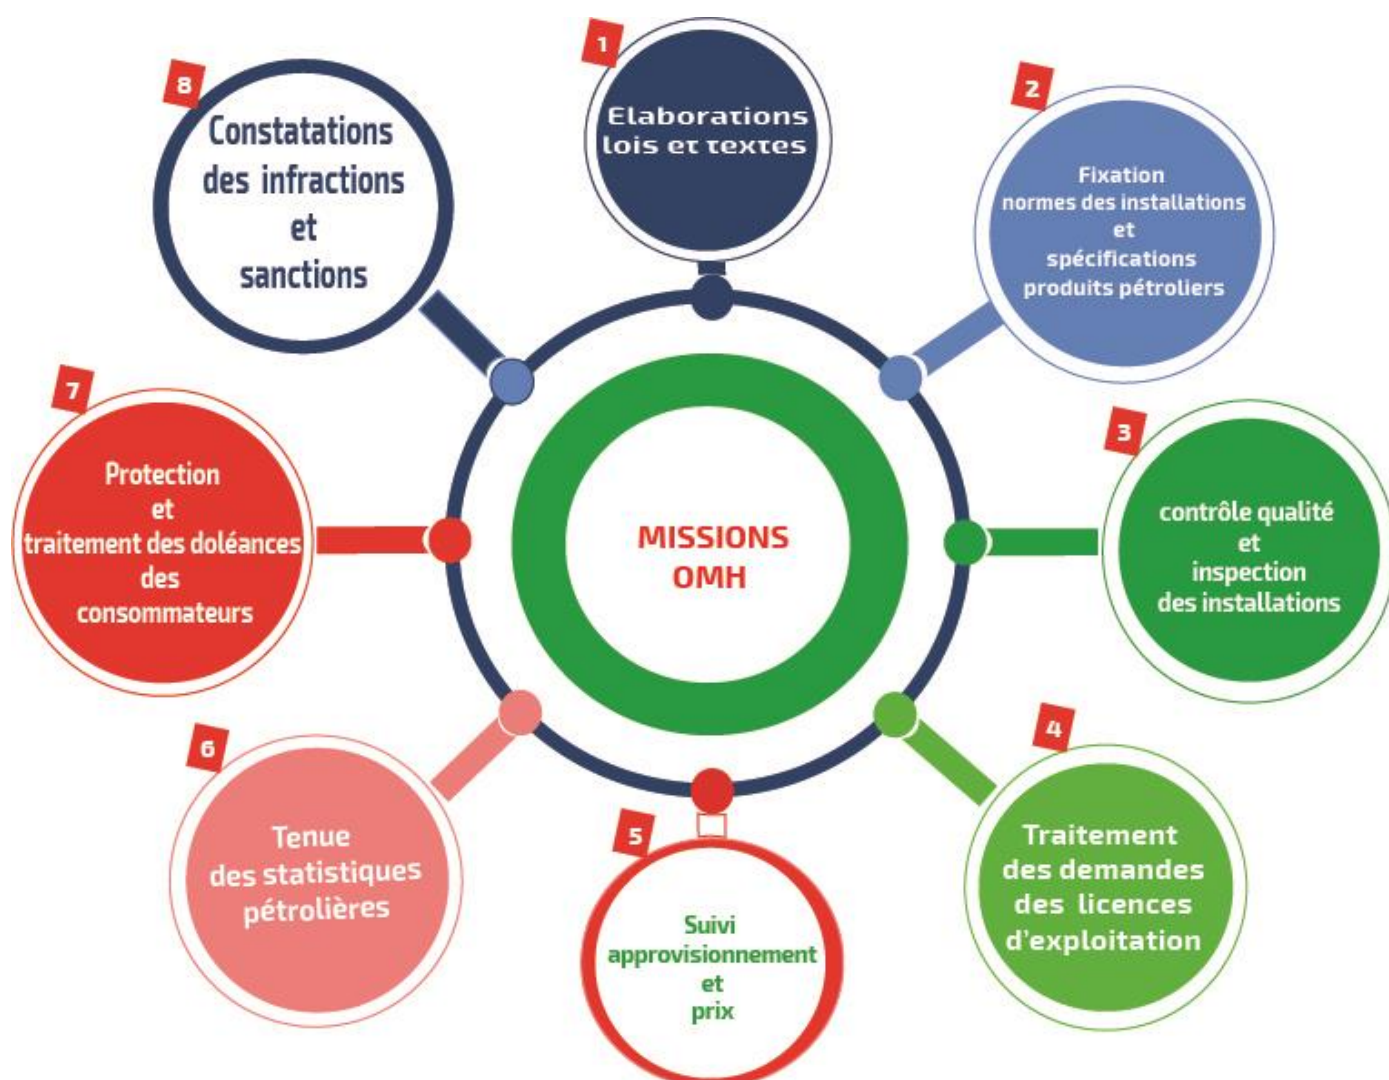 MISSIONS
OMH
1
Elaborations
lois et textes
2
Fixation
normes des installations
et
spécifications
produits pétroliers
3
contrôle qualité
et
inspection
des installations
4
Traitement
des demandes
des licences
d'exploitation
5
Suivi
approvisionnement
et
prix
6
Tenue
des statistiques
pétrolières
7
Protection
et
traitement des doléances
des
consommateurs
8
Constatations
des infractions
et
sanctions